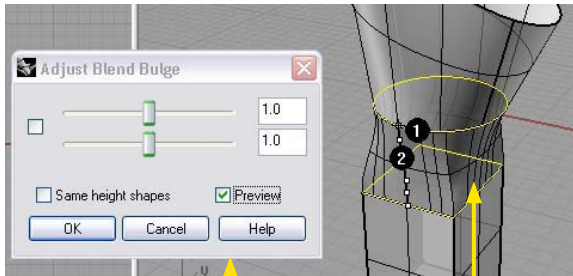 Adjust Blend Bulge
1.0
1.0
Same height shapes
Preview
OK Cancel Help
1
2
y